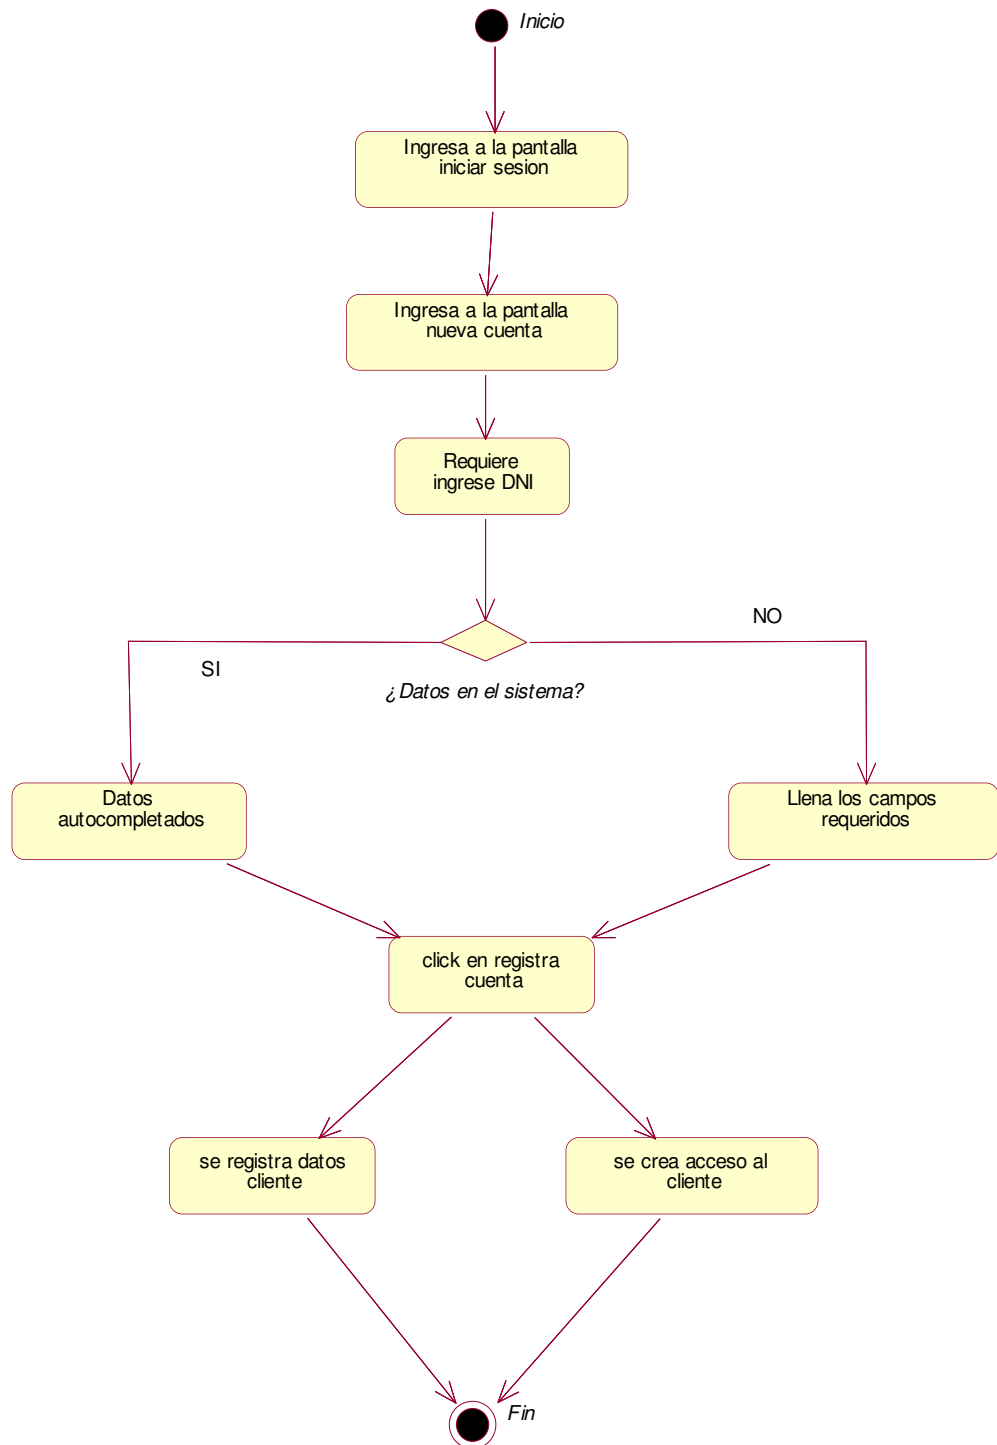 Inicio
Ingresa a la pantalla
iniciar sesion
Ingresa a la pantalla
nueva cuenta
Requiere
ingrese DNI
NO
SI
¿Datos en el sistema?
Datos
autocompletados
Llena los campos
requeridos
click en registra
cuenta
se registra datos
cliente
se crea acceso al
cliente
Fin